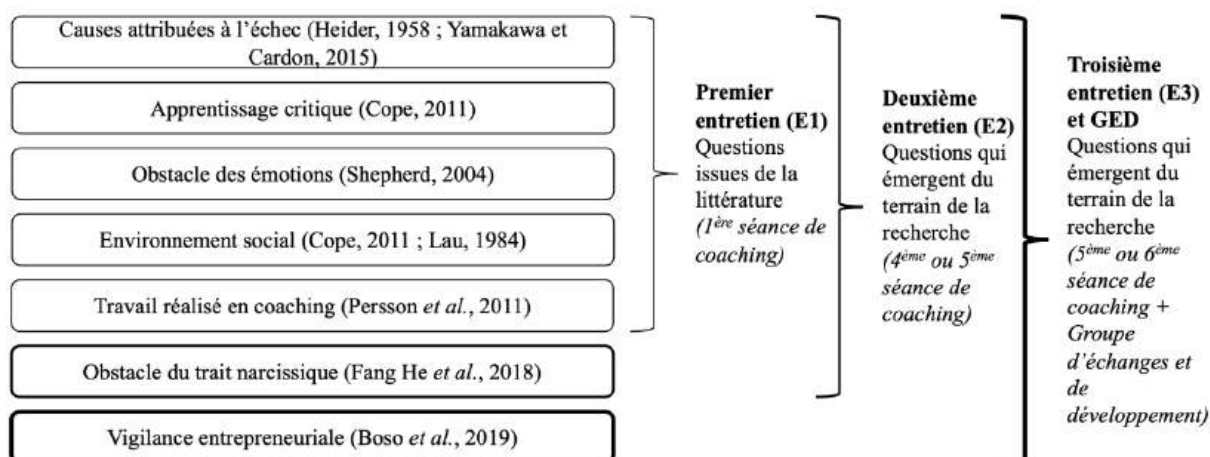 Causes attribuées à l'échec (Heider, 1958 ; Yamakawa et
Cardon, 2015)
Apprentissage critique (Cope, 2011)
Obstacle des émotions (Shepherd, 2004)
Environnement social (Cope, 2011 ; Lau, 1984)
Travail réalisé en coaching (Persson et al., 2011)
Obstacle du trait narcissique (Fang He et al., 2018)
Vigilance entrepreneuriale (Boso et al., 2019)
Premier
entretien (E1)
Questions
issues de la
littérature
(1ère séance de
coaching)
Deuxième
entretien (E2)
Questions qui
émergent du
terrain de la
recherche
(4ème ou 5ème
séance de
coaching)
Troisième
entretien (E3)
et GED
Questions qui
émergent du
terrain de la
recherche
(5ème ou 6ème
séance de
coaching +
Groupe
d'échanges et
de
développement)